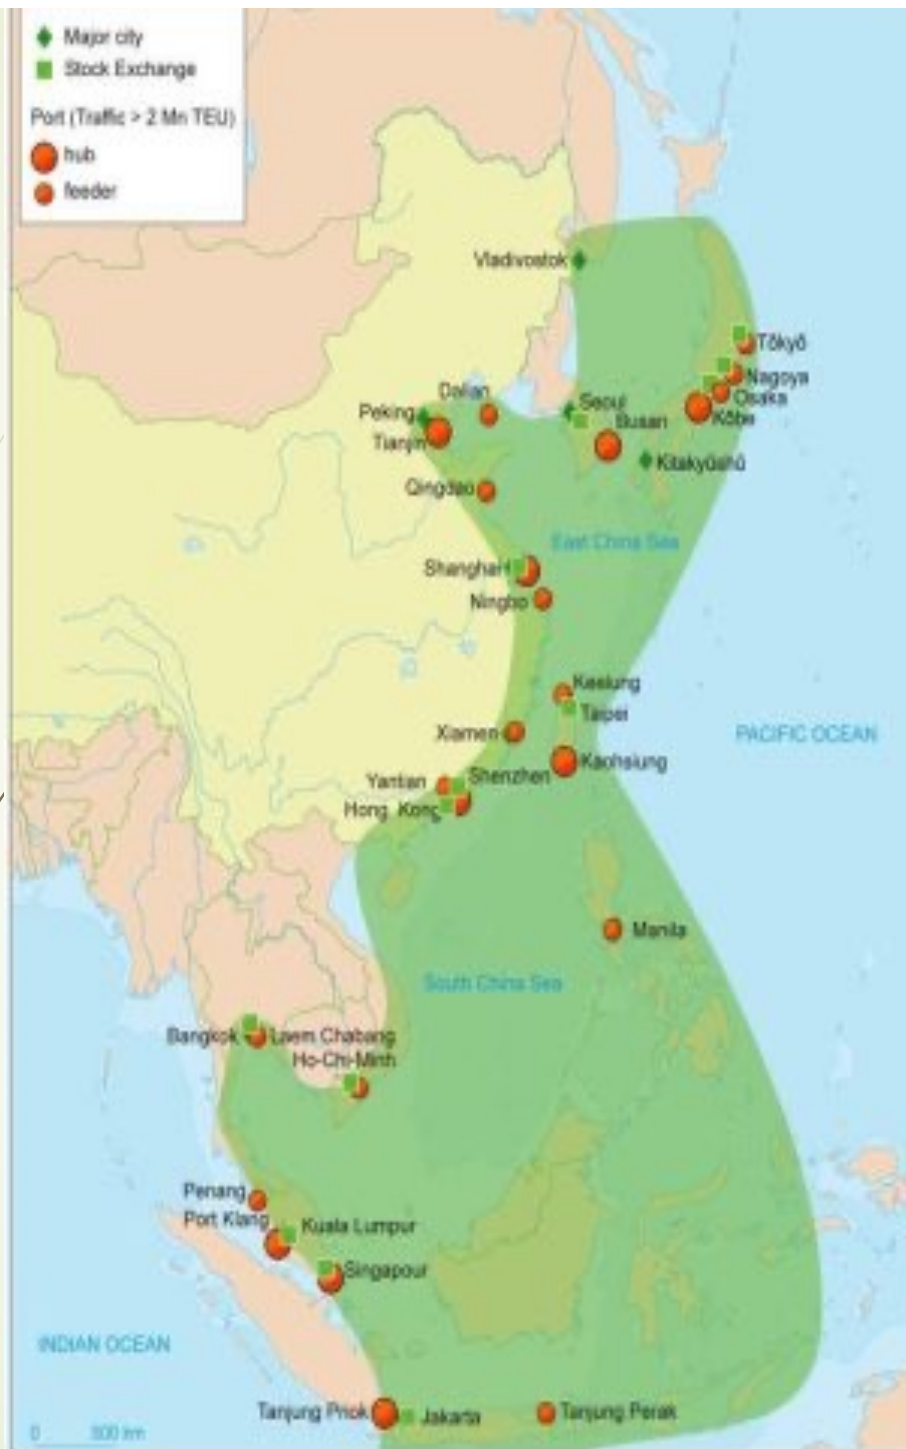 Major city
Stock Exchange
Port (Traffic > 2 Mn TEU)
hub
feeder
Vladivostok
Tōkyō
Nagoya
Osaka
Kōbe
Dalian
Peking
Tianjin
Seoul
Busan
Kitakyūshū
Qingdao
East China Sea
Shanghai
Ningbo
Keelung
Taipei
Xiamen
PACIFIC OCEAN
Kaohsiung
Yantian
Shenzhen
Hong Kong
Manila
South China Sea
Bangkok
Laem Chabang
Ho-Chi-Minh
Penang
Port Klang
Kuala Lumpur
Singapour
INDIAN OCEAN
Tanjung Priok
Jakarta
Tanjung Perak
0 500 km